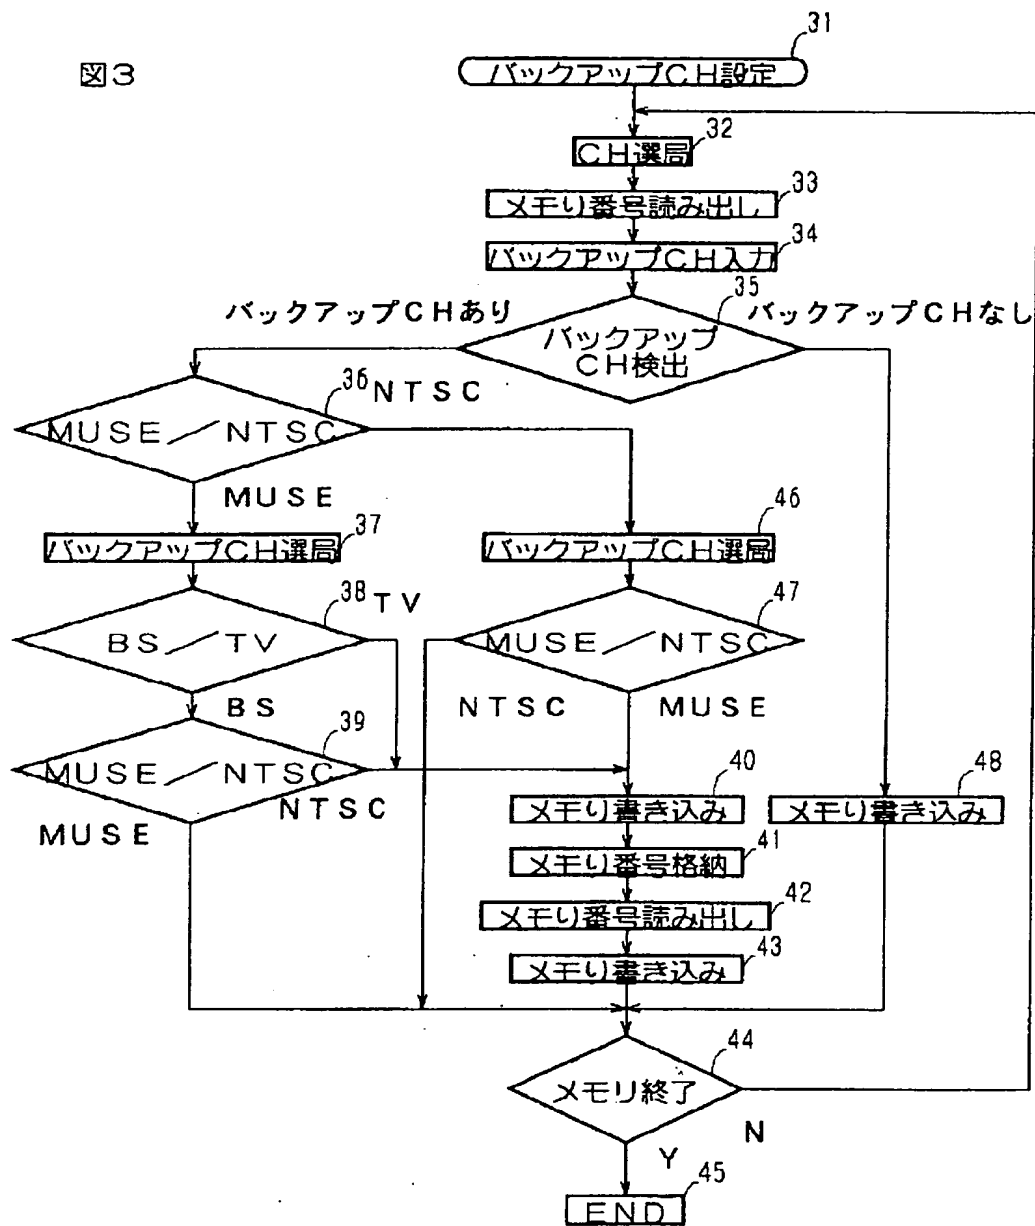 図3
31
バックアップCH設定
32
CH選局
33
メモリ番号読み出し
34
バックアップCH入力
35
バックアップCHあり
バックアップCHなし
バックアップ
CH検出
36
NTSC
MUSE/NTSC
MUSE
37
バックアップCH選局
46
バックアップCH選局
38
TV
BS/TV
BS
47
MUSE/NTSC
NTSC
MUSE
39
MUSE/NTSC
NTSC
MUSE
40
メモリ書き込み
48
メモリ書き込み
41
メモリ番号格納
42
メモリ番号読み出し
43
メモリ書き込み
44
メモリ終了
N
Y
45
END